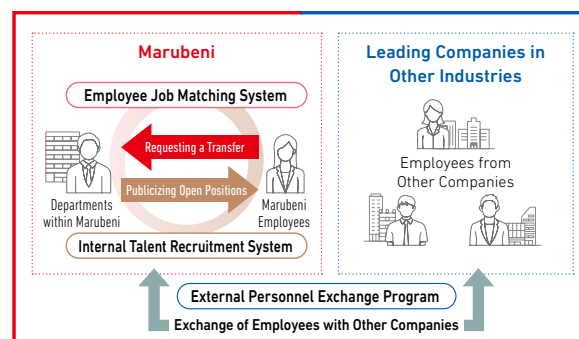 Marubeni
Employee Job Matching System
Requesting a Transfer
Publicizing Open Positions
Departments
within Marubeni
Marubeni
Employees
Internal Talent Recruitment System
Leading Companies in
Other Industries
Employees from
Other Companies
External Personnel Exchange Program
Exchange of Employees with Other Companies